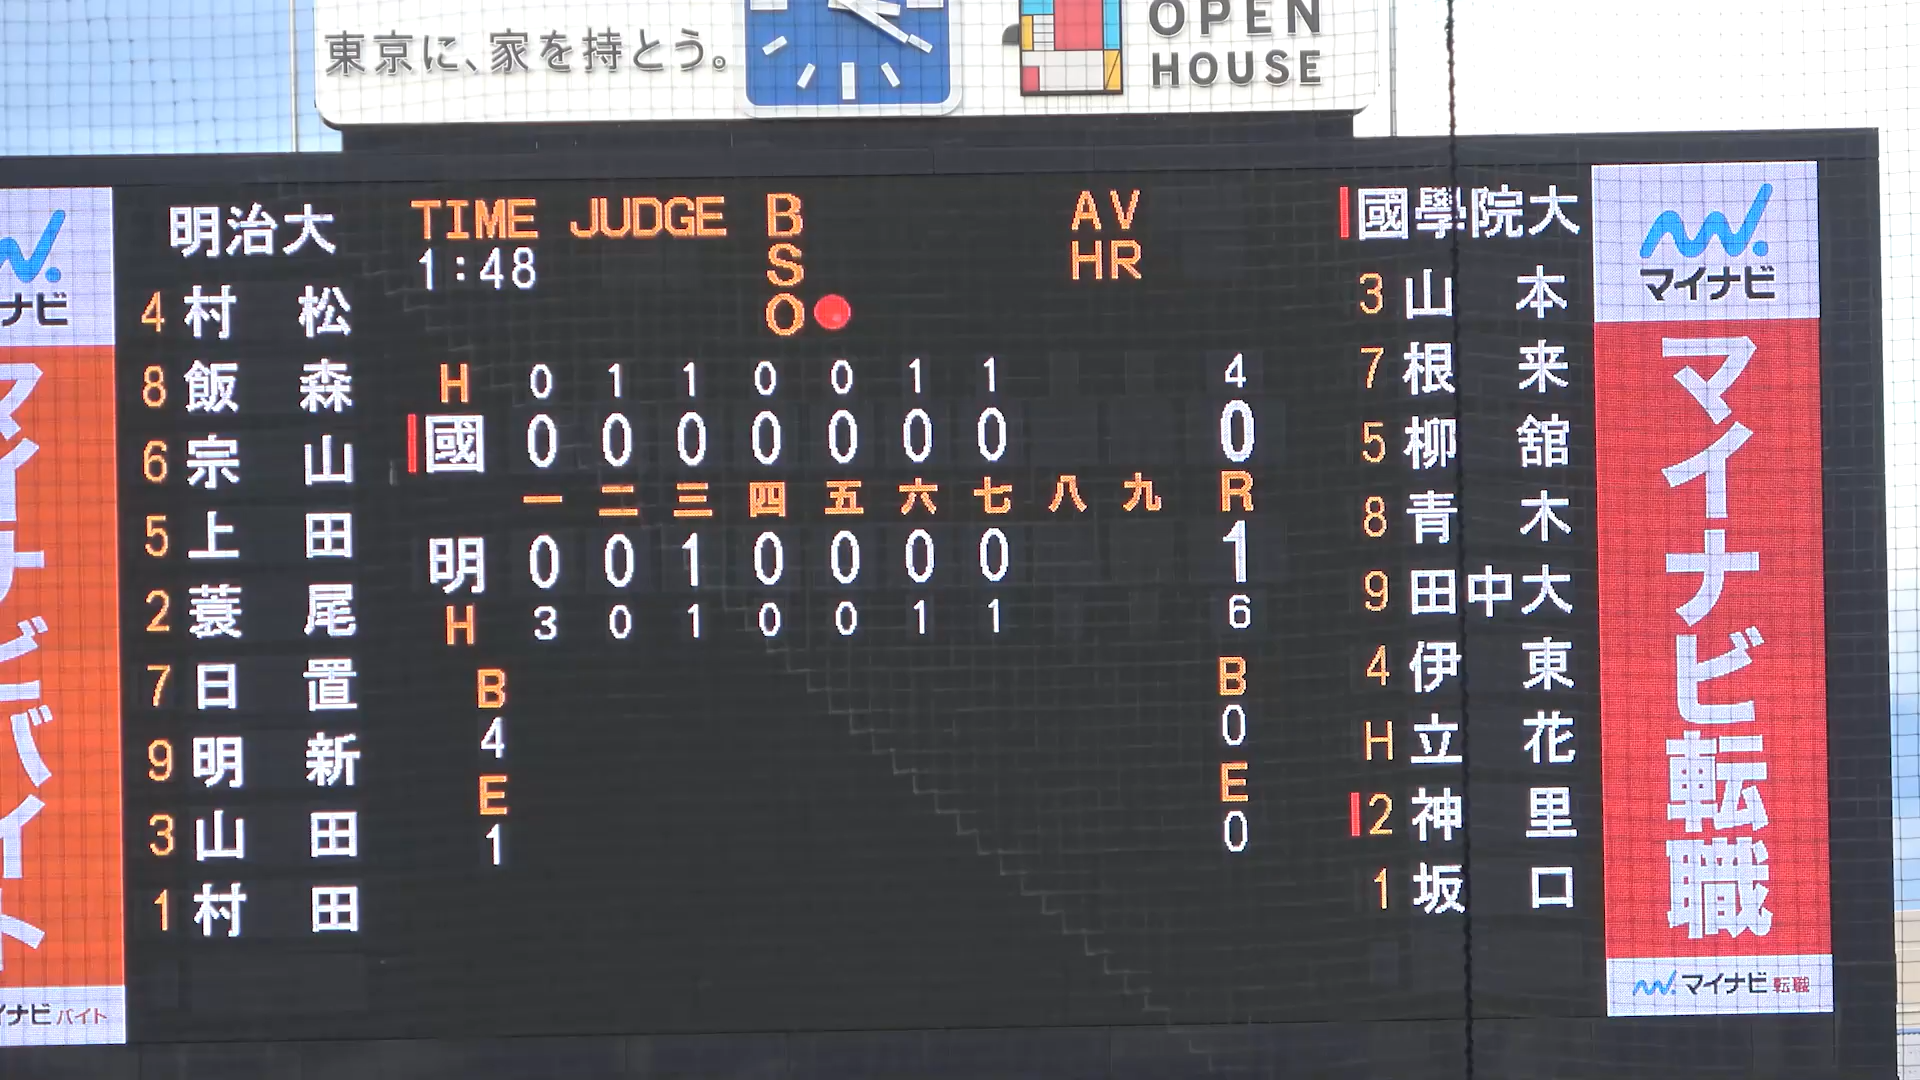 東京に、家を持とう。
OPEN
HOUSE
ナビ
マイナビバイト
イナビバイト
明治大
4 村松
8 飯森
6 宗山
5 上田
2 蓑尾
7 日置
9 明新
3 山田
1 村田
TIME JUDGE B
1:48 S
O
AV
HR
H 0 1 1 0 0 1 1 4
國 0 0 0 0 0 0 0 0
一 二 三 四 五 六 七 八 九 R
明 0 0 1 0 0 0 0 1
H 3 0 1 0 0 1 1 6
B
4
E
1
B
0
E
0
國學院大
3 山本
7 根来
5 柳舘
8 青木
9 田中大
4 伊東
H 立花
2 神里
1 坂口
マイナビ
マイナビ転職
マイナビ転職